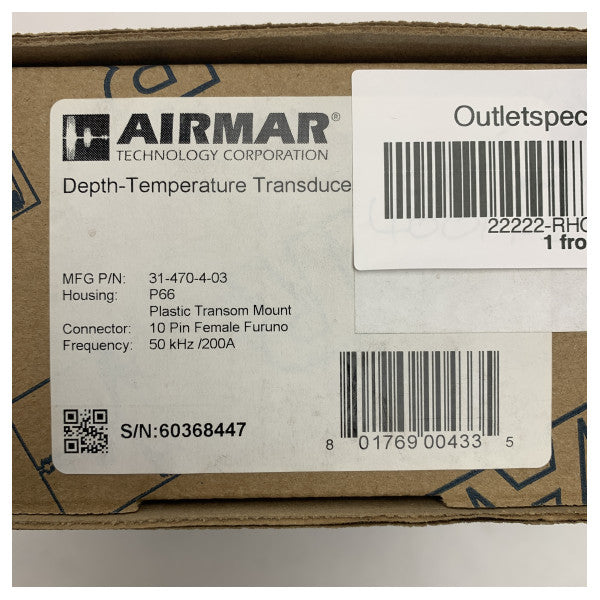 AIRMAR®
TECHNOLOGY CORPORATION
Depth-Temperature Transduce
Outletspec
22222-RHO
1 fro
MFG P/N: 31-470-4-03
Housing: P66
Plastic Transom Mount
Connector: 10 Pin Female Furuno
Frequency: 50 kHz /200A
S/N:60368447
8 01769 00433 5